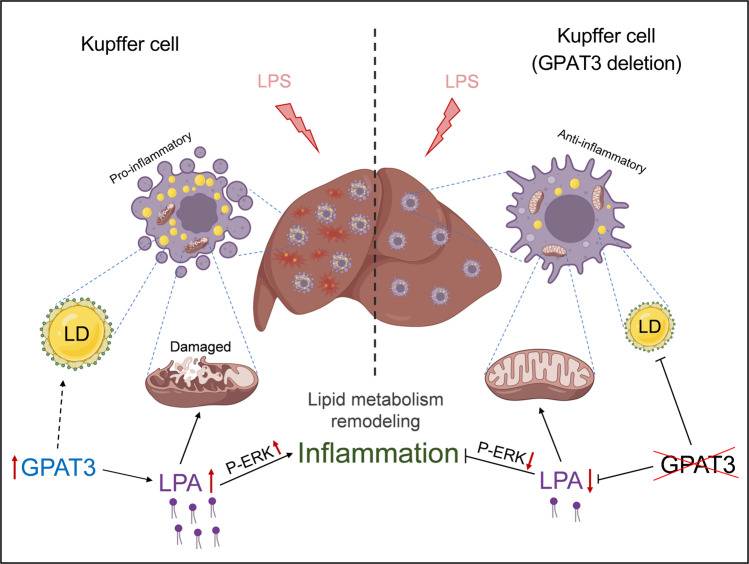 Kupffer cell
Kupffer cell
(GPAT3 deletion)
LPS
LPS
Pro-inflammatory
Anti-inflammatory
LD
LD
Damaged
Lipid metabolism
remodeling
Inflammation
P-ERK
P-ERK
GPAT3
LPA
LPA
GPAT3